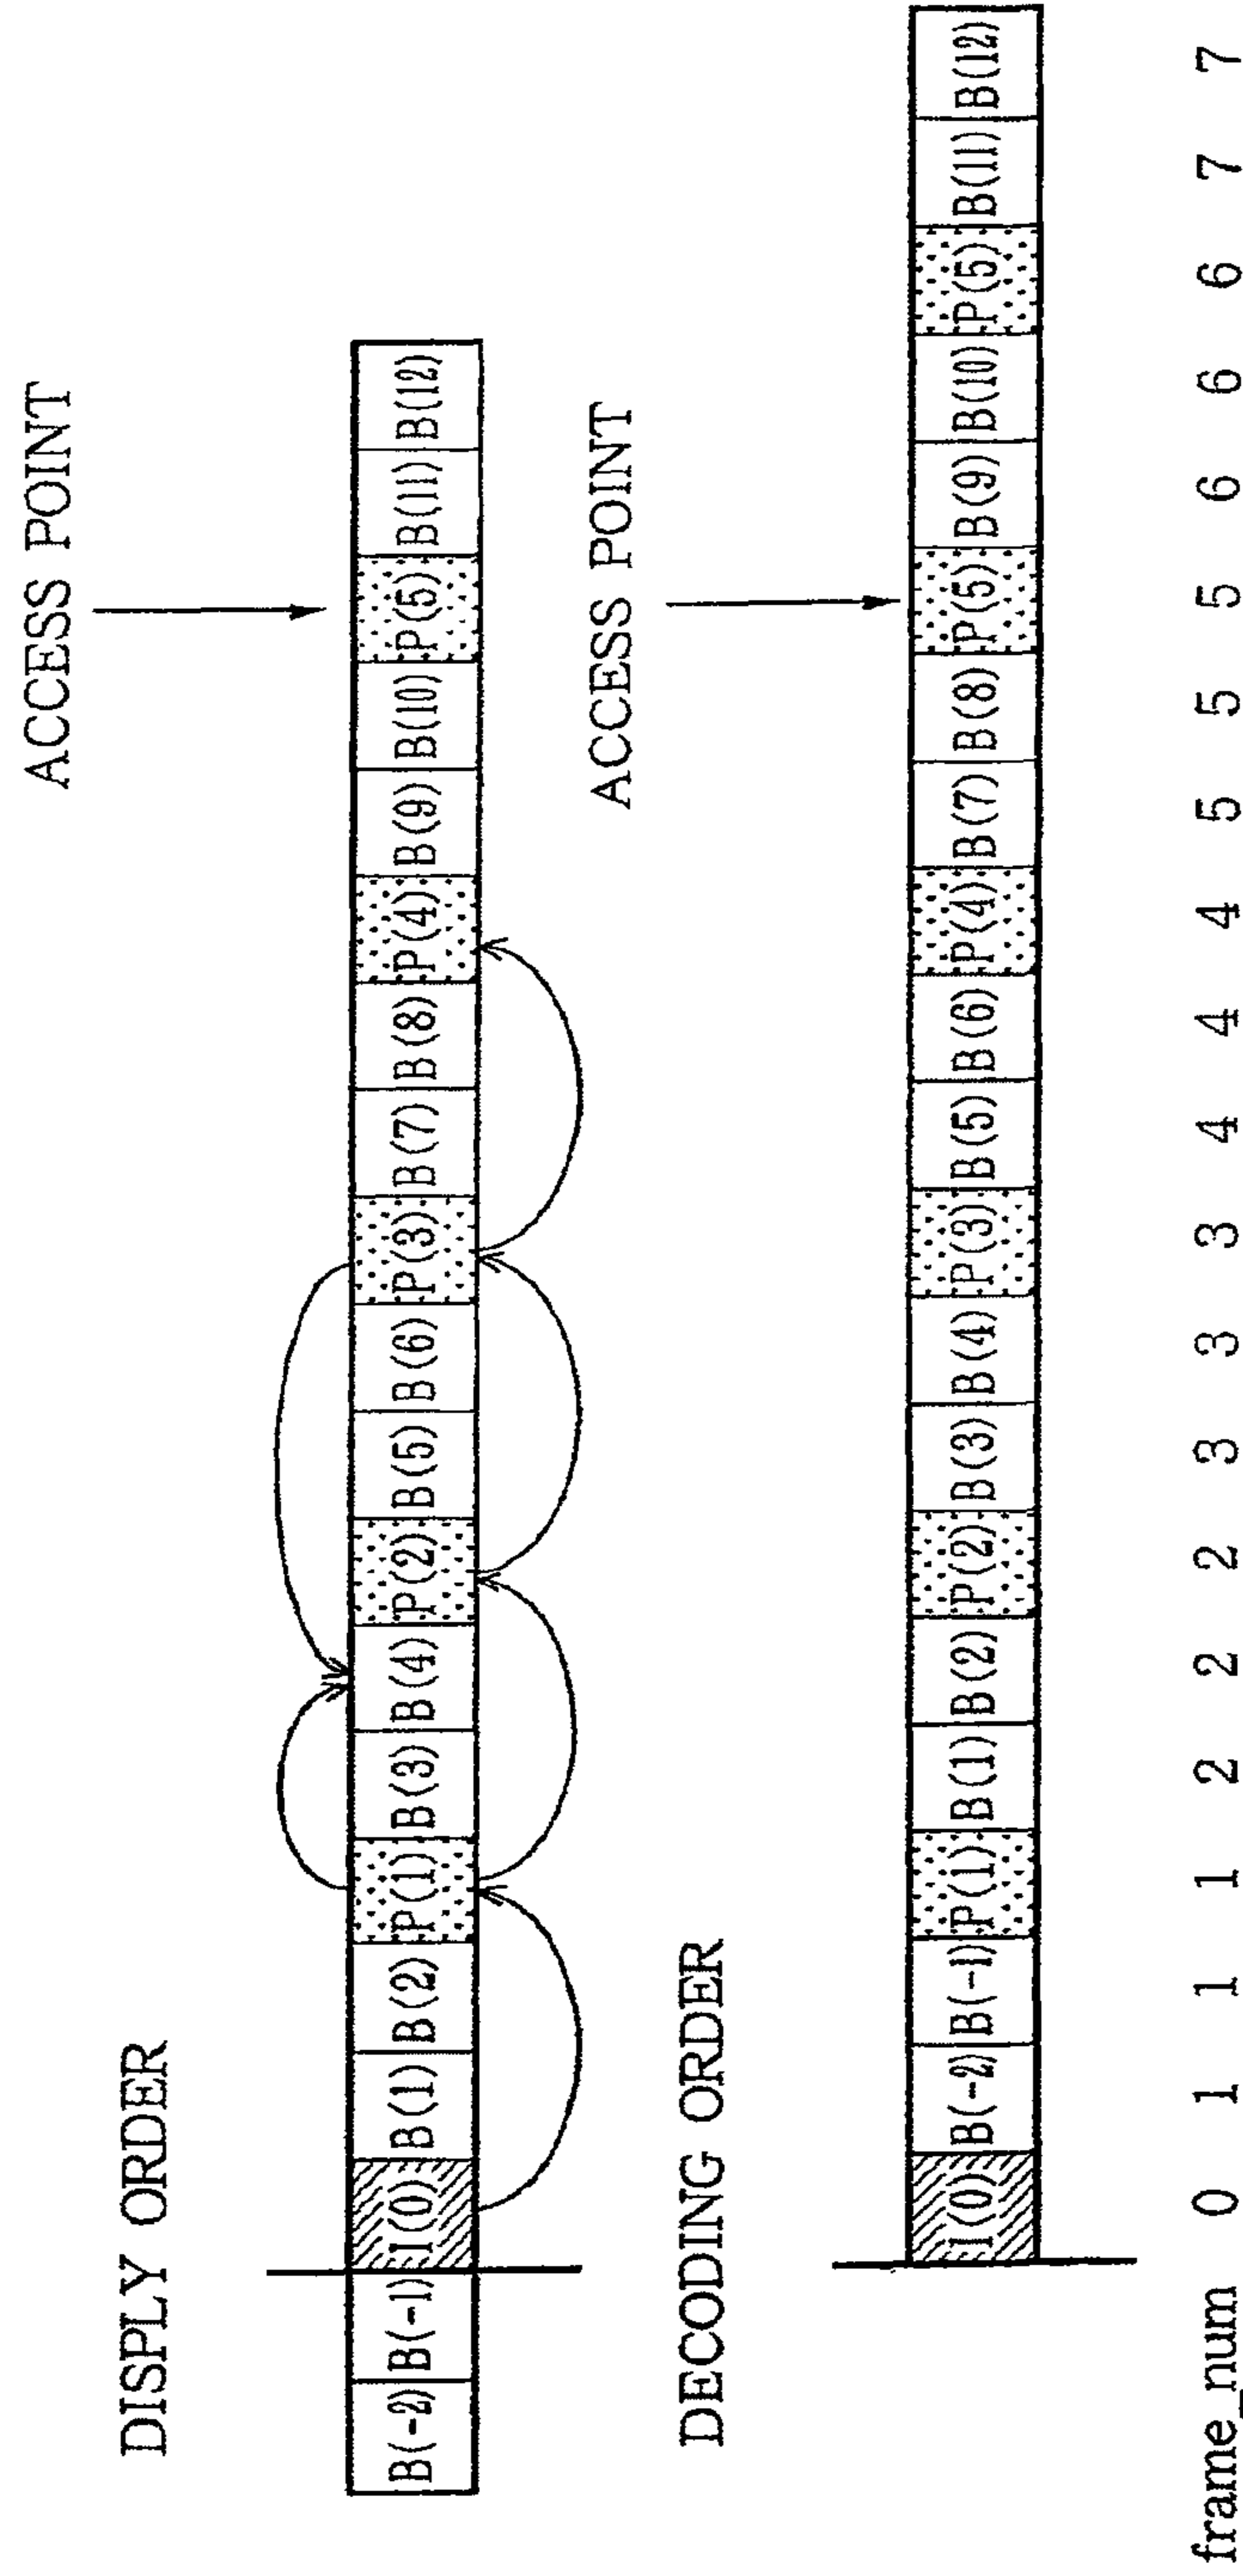 DISPLY ORDER
ACCESS POINT
B(-2) B(-1) I(0) B(1) B(2) P(1) B(3) B(4) P(2) B(5) B(6) P(3) B(7) B(8) P(4) B(9) B(10) P(5) B(11) B(12)
DECODING ORDER
ACCESS POINT
I(0) B(-2) B(-1) P(1) B(1) B(2) P(2) B(3) B(4) P(3) B(5) B(6) P(4) B(7) B(8) P(5) B(9) B(10) P(5) B(11) B(12)
frame_num 0 1 1 1 2 2 2 3 3 3 4 4 4 5 5 5 6 6 6 7 7